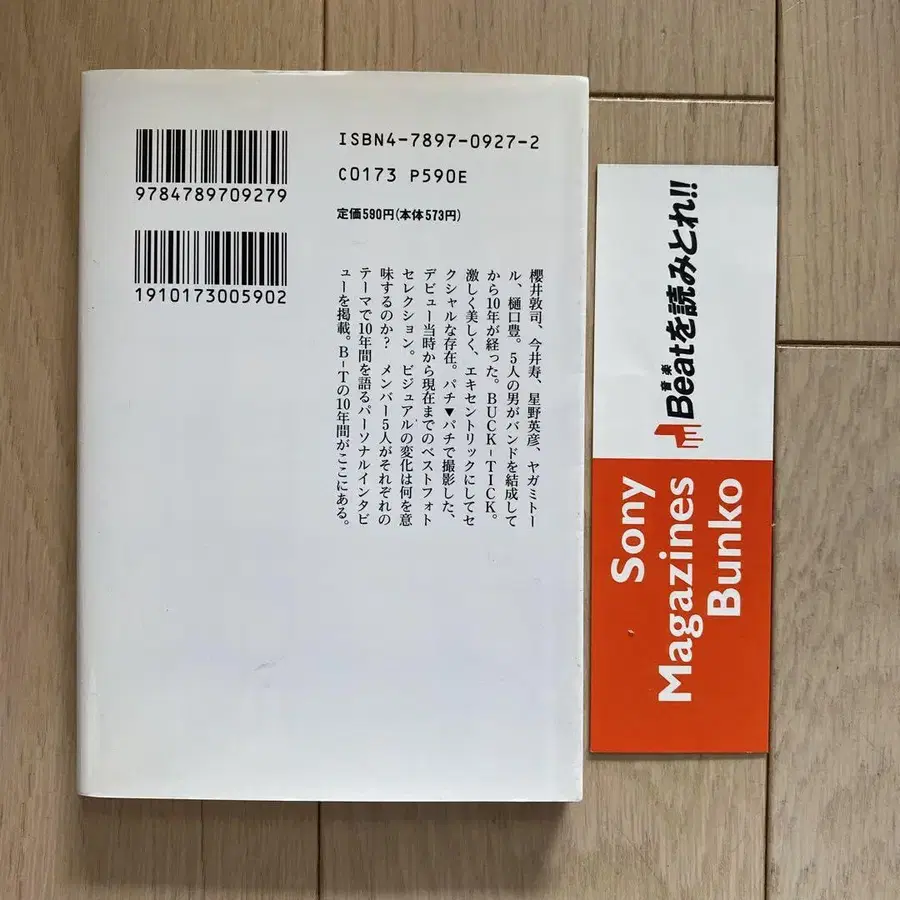 ISBN4-7897-0927-2
C0173 P590E
定価590円(本体573円)
9784789709279
1910173005902
櫻井敦司、今井寿、星野英彦、ヤガミトー
ル、樋口豊。5人の男がバンドを結成して
から10年が経った。BUCK-TICK。
激しく美しく、エキセントリックにしてセ
クシャルな存在。パチ▼パチで撮影した、
デビュー当時から現在までのベストフォト
セレクション。ビジュアルの変化は何を意
味するのか? メンバー5人がそれぞれの
テーマで10年間を語るパーソナルインタビ
ューを掲載。B-Tの10年間がここにある。
音楽
Beatを読みとれ!!
Sony
Magazines
Bunko